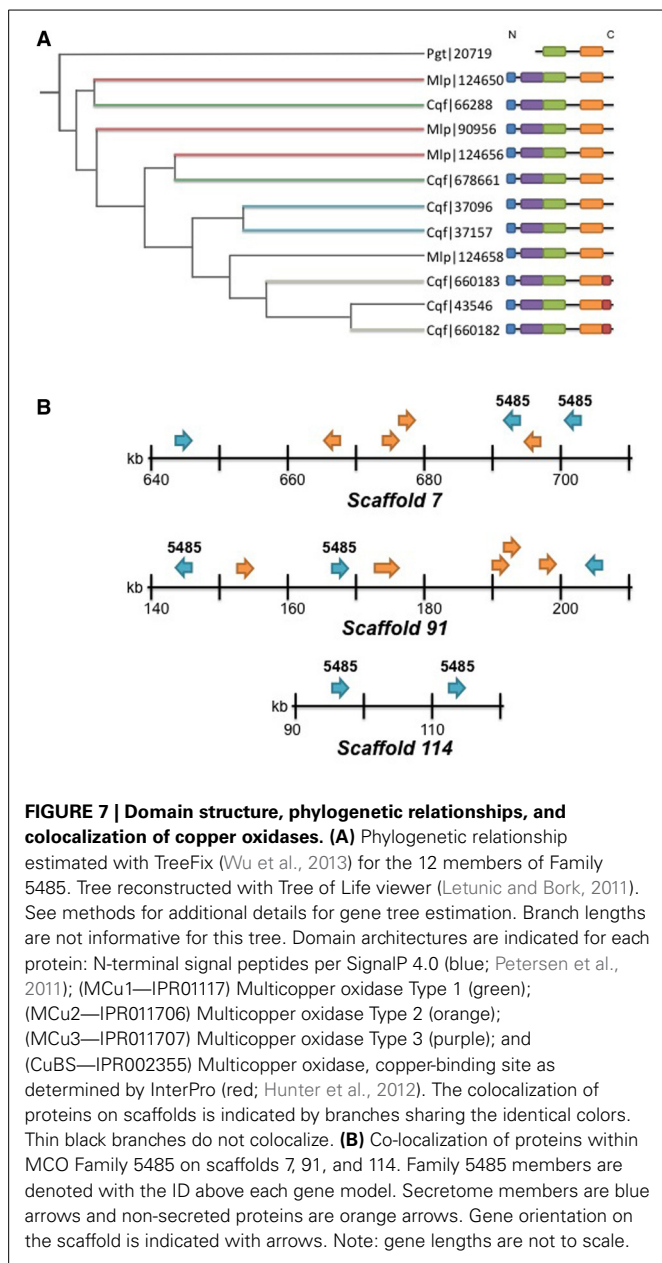 A
N C
Pgt|20719
Mlp|124650
Cqf|66288
Mlp|90956
Mlp|124656
Cqf|678661
Cqf|37096
Cqf|37157
Mlp|124658
Cqf|660183
Cqf|43546
Cqf|660182
B
5485 5485
kb
640 660 680 700
Scaffold 7
5485 5485
kb
140 160 180 200
Scaffold 91
5485 5485
kb
90 110
Scaffold 114
FIGURE 7 | Domain structure, phylogenetic relationships, and
colocalization of copper oxidases. (A) Phylogenetic relationship
estimated with TreeFix (Wu et al., 2013) for the 12 members of Family
5485. Tree reconstructed with Tree of Life viewer (Letunic and Bork, 2011).
See methods for additional details for gene tree estimation. Branch lengths
are not informative for this tree. Domain architectures are indicated for each
protein: N-terminal signal peptides per SignalP 4.0 (blue; Petersen et al.,
2011); (MCu1—IPR01117) Multicopper oxidase Type 1 (green);
(MCu2—IPR011706) Multicopper oxidase Type 2 (orange);
(MCu3—IPR011707) Multicopper oxidase Type 3 (purple); and
(CuBS—IPR002355) Multicopper oxidase, copper-binding site as
determined by InterPro (red; Hunter et al., 2012). The colocalization of
proteins on scaffolds is indicated by branches sharing the identical colors.
Thin black branches do not colocalize. (B) Co-localization of proteins within
MCO Family 5485 on scaffolds 7, 91, and 114. Family 5485 members are
denoted with the ID above each gene model. Secretome members are blue
arrows and non-secreted proteins are orange arrows. Gene orientation on
the scaffold is indicated with arrows. Note: gene lengths are not to scale.